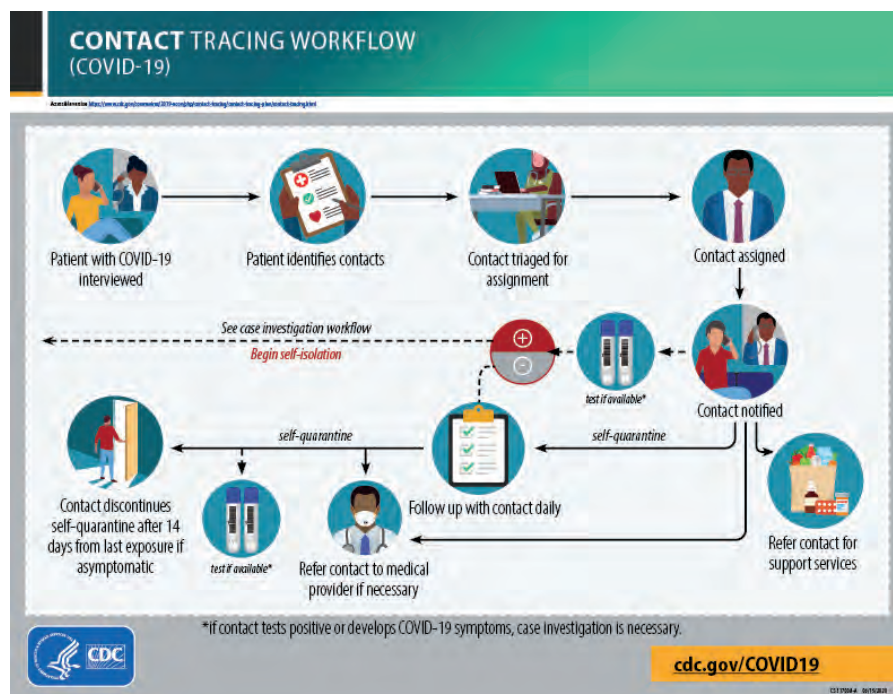 CONTACT TRACING WORKFLOW
(COVID-19)
Patient with COVID-19
interviewed
Patient identifies contacts
Contact triaged for
assignment
Contact assigned
See case investigation workflow
Begin self-isolation
+
-
test if available*
Contact notified
self-quarantine
self-quarantine
Contact discontinues
self-quarantine after 14
days from last exposure if
asymptomatic
test if available*
Refer contact to medical
provider if necessary
Follow up with contact daily
Refer contact for
support services
*if contact tests positive or develops COVID-19 symptoms, case investigation is necessary.
CDC
cdc.gov/COVID19